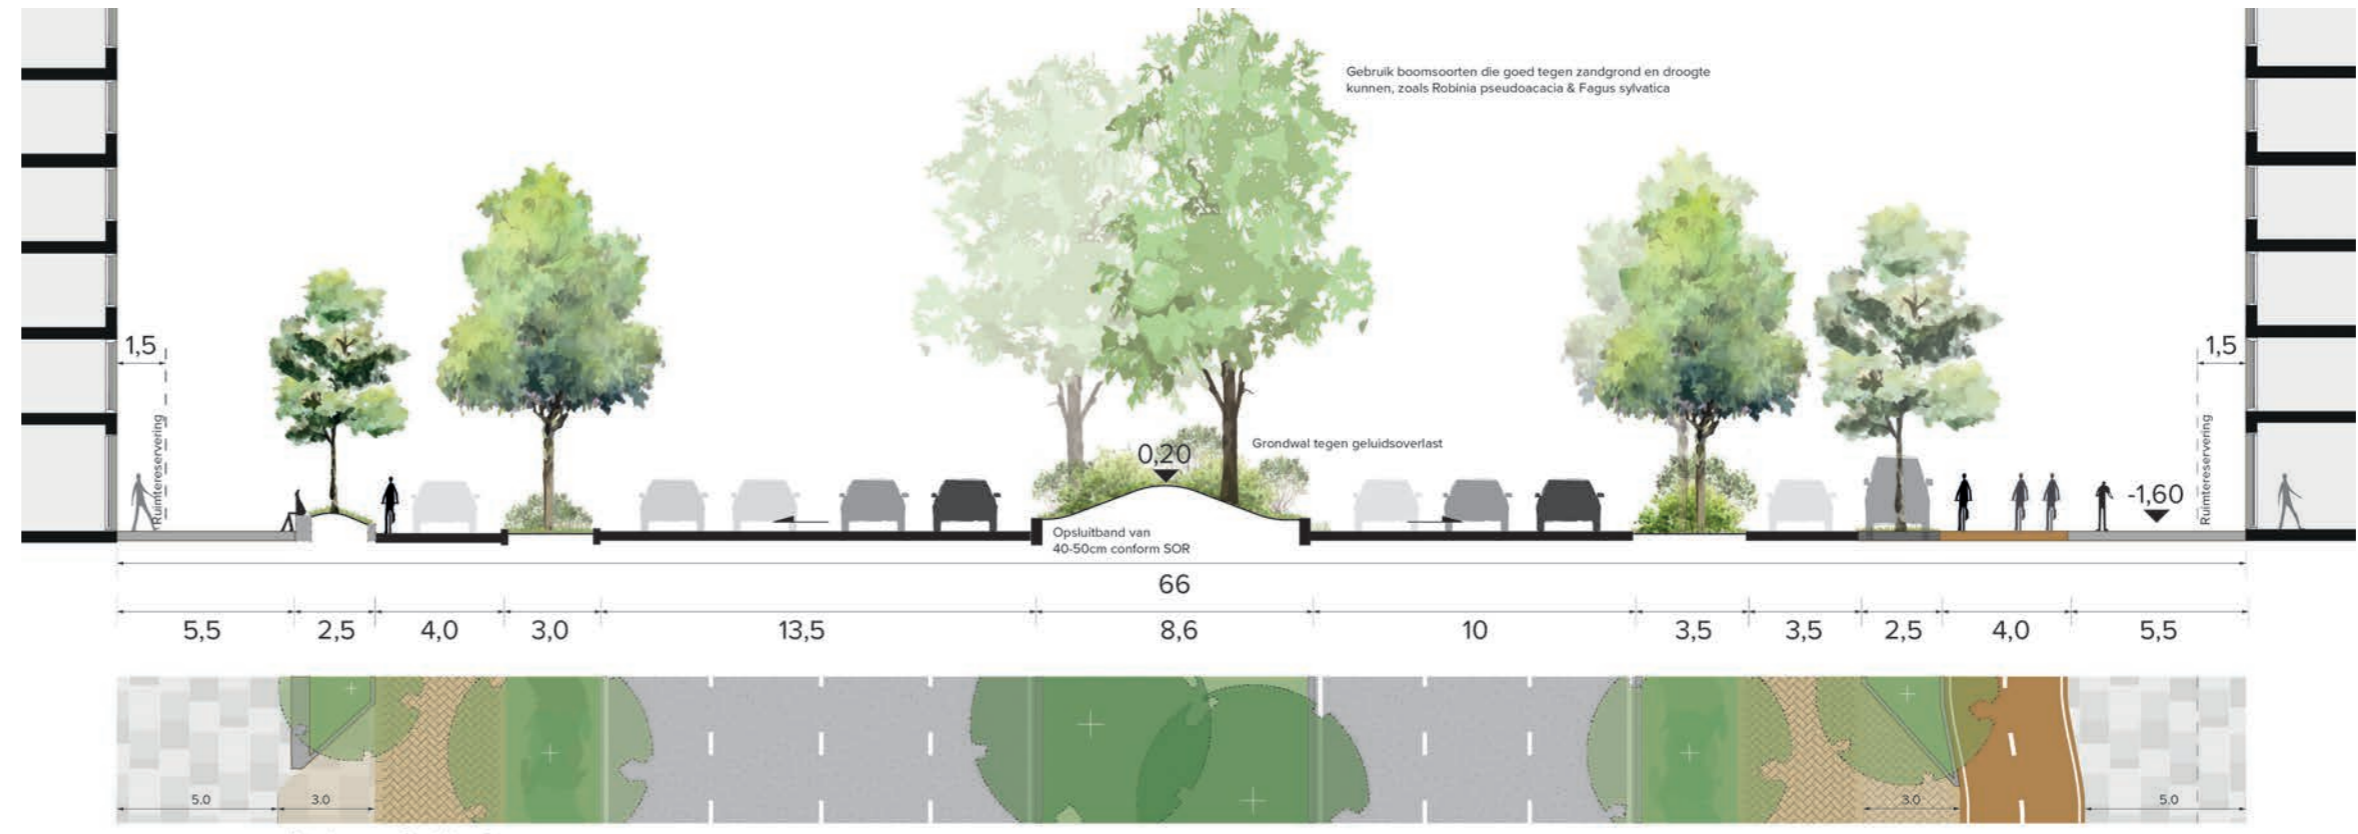 Gebruik boomsoorten die goed tegen zandgrond en droogte
kunnen, zoals Robinia pseudoacacia & Fagus sylvatica
1,5
1,5
Ruimtereservering
Grondwal tegen geluidsoverlast
0,20
Ruimtereservering
-1,60
Opsluitband van
40-50cm conform SOR
66
5,5 2,5 4,0 3,0 13,5 8,6 10 3,5 3,5 2,5 4,0 5,5
5.0 3.0 3.0 5.0